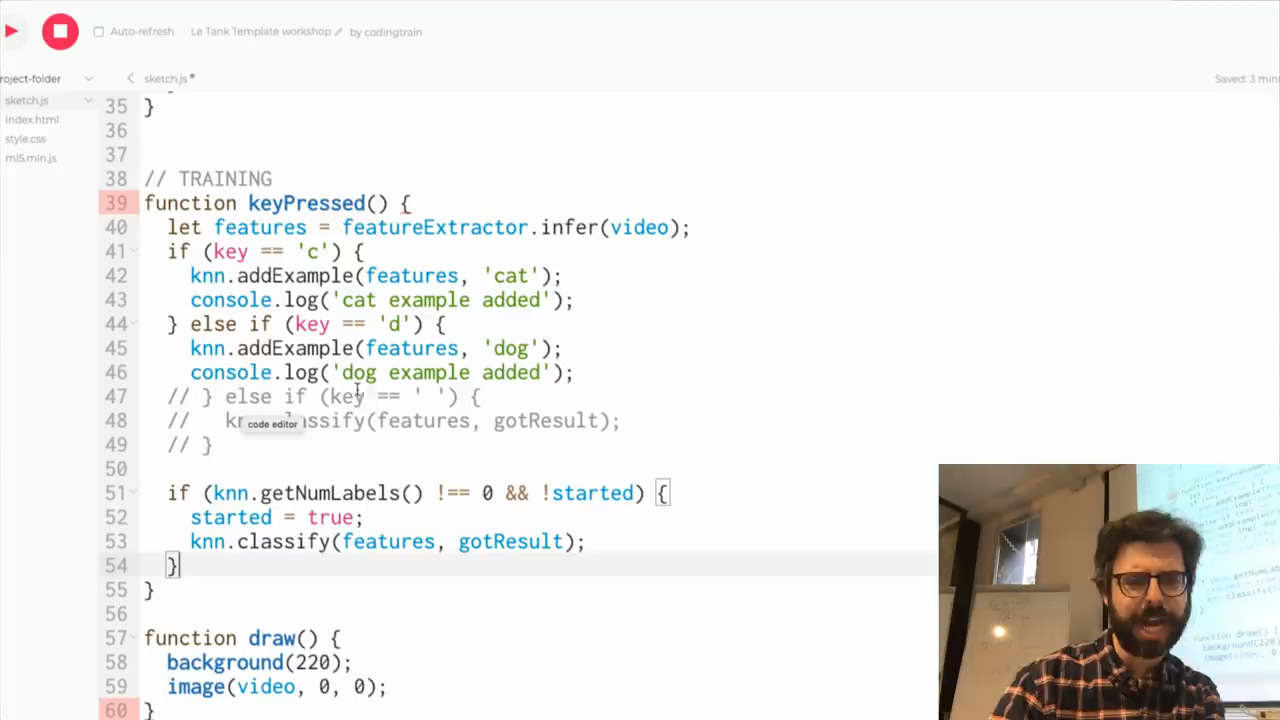 Auto-refresh Le Tank Template workshop by codingtrain
roject-folder sketch.js Saved: 3 min
sketch.js
index.html
style.css
ml5.min.js
35 }
36
37
38 // TRAINING
39 function keyPressed() {
40 let features = featureExtractor.infer(video);
41 if (key == 'c') {
42 knn.addExample(features, 'cat');
43 console.log('cat example added');
44 } else if (key == 'd') {
45 knn.addExample(features, 'dog');
46 console.log('dog example added');
47 // } else if (key == ' ') {
48 // kn assify(features, gotResult);
code editor
49 // }
50
51 if (knn.getNumLabels() !== 0 && !started) {
52 started = true;
53 knn.classify(features, gotResult);
54 }
55 }
56
57 function draw() {
58 background(220);
59 image(video, 0, 0);
60 }